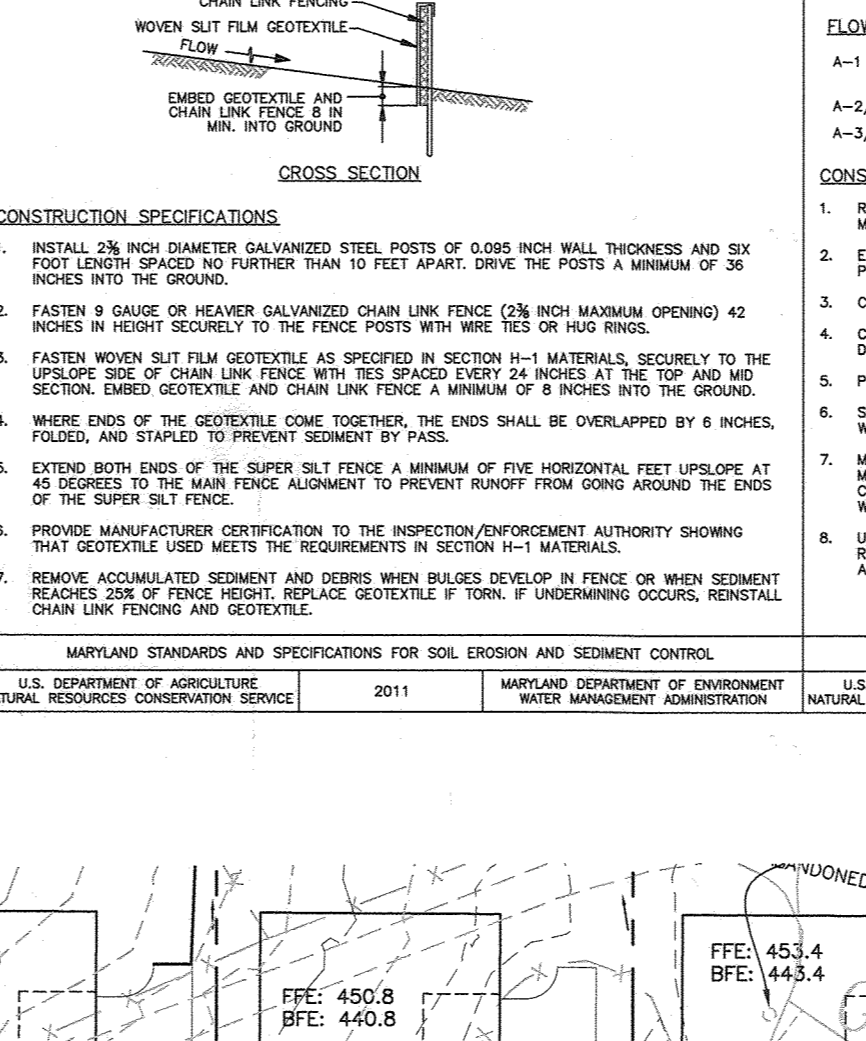 CHAIN LINK FENCING
WOVEN SLIT FILM GEOTEXTILE
FLOW
EMBED GEOTEXTILE AND
CHAIN LINK FENCE 8 IN
MIN. INTO GROUND
CROSS SECTION
CONSTRUCTION SPECIFICATIONS
1. INSTALL 2⅜ INCH DIAMETER GALVANIZED STEEL POSTS OF 0.095 INCH WALL THICKNESS AND SIX
FOOT LENGTH SPACED NO FURTHER THAN 10 FEET APART. DRIVE THE POSTS A MINIMUM OF 36
INCHES INTO THE GROUND.
2. FASTEN 9 GAUGE OR HEAVIER GALVANIZED CHAIN LINK FENCE (2⅜ INCH MAXIMUM OPENING) 42
INCHES IN HEIGHT SECURELY TO THE FENCE POSTS WITH WIRE TIES OR HUG RINGS.
3. FASTEN WOVEN SLIT FILM GEOTEXTILE AS SPECIFIED IN SECTION H-1 MATERIALS, SECURELY TO THE
UPSLOPE SIDE OF CHAIN LINK FENCE WITH TIES SPACED EVERY 24 INCHES AT THE TOP AND MID
SECTION. EMBED GEOTEXTILE AND CHAIN LINK FENCE A MINIMUM OF 8 INCHES INTO THE GROUND.
4. WHERE ENDS OF THE GEOTEXTILE COME TOGETHER, THE ENDS SHALL BE OVERLAPPED BY 6 INCHES,
FOLDED, AND STAPLED TO PREVENT SEDIMENT BY PASS.
5. EXTEND BOTH ENDS OF THE SUPER SILT FENCE A MINIMUM OF FIVE HORIZONTAL FEET UPSLOPE AT
45 DEGREES TO THE MAIN FENCE ALIGNMENT TO PREVENT RUNOFF FROM GOING AROUND THE ENDS
OF THE SUPER SILT FENCE.
6. PROVIDE MANUFACTURER CERTIFICATION TO THE INSPECTION/ENFORCEMENT AUTHORITY SHOWING
THAT GEOTEXTILE USED MEETS THE REQUIREMENTS IN SECTION H-1 MATERIALS.
7. REMOVE ACCUMULATED SEDIMENT AND DEBRIS WHEN BULGES DEVELOP IN FENCE OR WHEN SEDIMENT
REACHES 25% OF FENCE HEIGHT. REPLACE GEOTEXTILE IF TORN. IF UNDERMINING OCCURS, REINSTALL
CHAIN LINK FENCING AND GEOTEXTILE.
MARYLAND STANDARDS AND SPECIFICATIONS FOR SOIL EROSION AND SEDIMENT CONTROL
U.S. DEPARTMENT OF AGRICULTURE
TURAL RESOURCES CONSERVATION SERVICE
2011
MARYLAND DEPARTMENT OF ENVIRONMENT
WATER MANAGEMENT ADMINISTRATION
FLOW
A-1
A-2,
A-3,
CONS
1. R
M
2. E
P
3. C
4. C
D
5. P
6. S
W
7. M
M
C
W
8. U
R
A
U.S
NATURAL
ANDONED
FFE: 450.8
BFE: 440.8
FFE: 453.4
BFE: 443.4